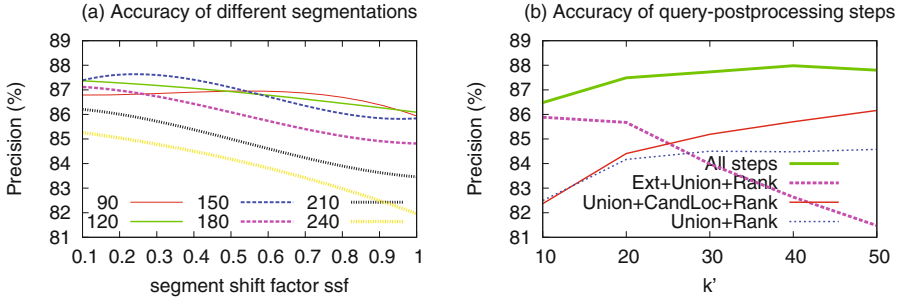 (a) Accuracy of different segmentations
89
88
87
86
85
84
83
82
81
Precision (%)
90 150 210
120 180 240
0.1 0.2 0.3 0.4 0.5 0.6 0.7 0.8 0.9 1
segment shift factor ssf
(b) Accuracy of query-postprocessing steps
89
88
87
86
85
84
83
82
81
Precision (%)
All steps
Ext+Union+Rank
Union+CandLoc+Rank
Union+Rank
10 20 30 40 50
k'